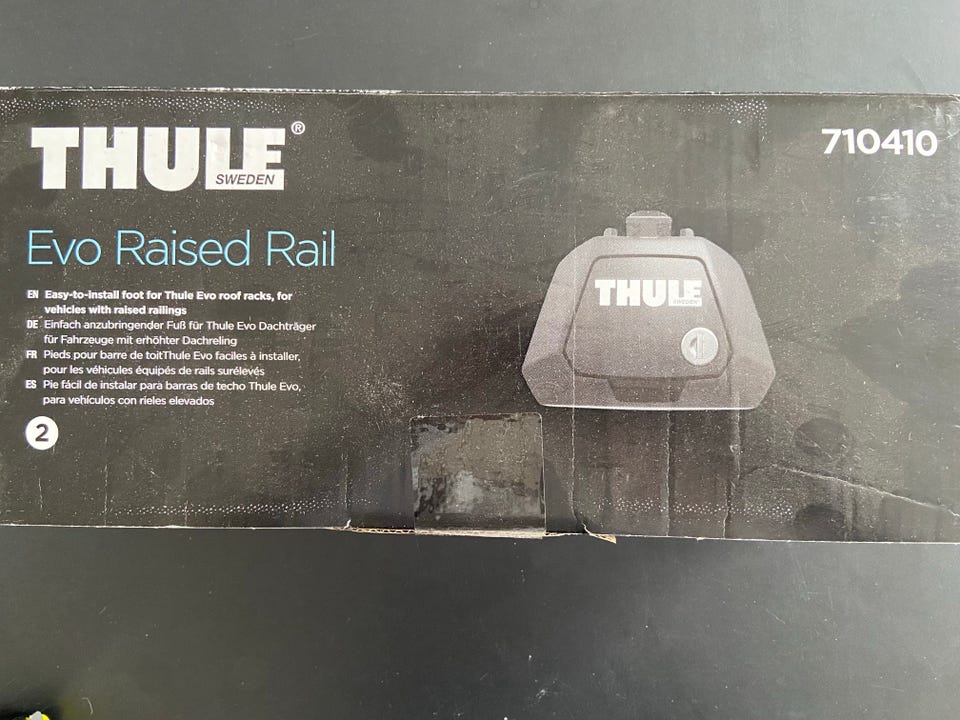 THULE®
SWEDEN
710410
Evo Raised Rail
EN Easy-to-install foot for Thule Evo roof racks, for
vehicles with raised railings
DE Einfach anzubringender Fuß für Thule Evo Dachträger
für Fahrzeuge mit erhöhter Dachreling
FR Pieds pour barre de toitThule Evo faciles à installer,
pour les véhicules équipés de rails surélevés
ES Pie fácil de instalar para barras de techo Thule Evo,
para vehículos con rieles elevados
2
THULE
SWEDEN